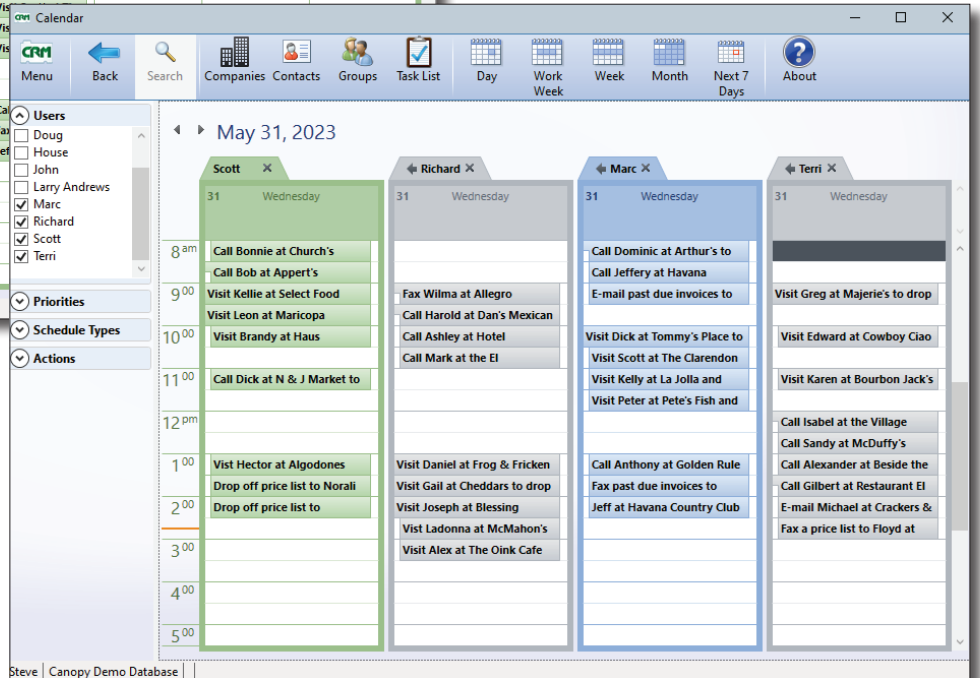 Calendar
CRM
Menu
Back
Search
Companies
Contacts
Groups
Task List
Day
Work
Week
Week
Month
Next 7
Days
About
Users
Doug
House
John
Larry Andrews
Marc
Richard
Scott
Terri
Priorities
Schedule Types
Actions
May 31, 2023
Scott
Richard
Marc
Terri
31 Wednesday
31 Wednesday
31 Wednesday
31 Wednesday
8 am
9 00
10 00
11 00
12 pm
1 00
2 00
3 00
4 00
5 00
Call Bonnie at Church's
Call Bob at Appert's
Visit Kellie at Select Food
Visit Leon at Maricopa
Visit Brandy at Haus
Call Dick at N & J Market to
Vist Hector at Algodones
Drop off price list to Norali
Drop off price list to
Fax Wilma at Allegro
Call Harold at Dan's Mexican
Call Ashley at Hotel
Call Mark at the El
Visit Daniel at Frog & Fricken
Visit Gail at Cheddars to drop
Visit Joseph at Blessing
Vist Ladonna at McMahon's
Visit Alex at The Oink Cafe
Call Dominic at Arthur's to
Call Jeffery at Havana
E-mail past due invoices to
Visit Dick at Tommy's Place to
Visit Scott at The Clarendon
Visit Kelly at La Jolla and
Visit Peter at Pete's Fish and
Call Anthony at Golden Rule
Fax past due invoices to
Jeff at Havana Country Club
Visit Greg at Majerie's to drop
Visit Edward at Cowboy Ciao
Visit Karen at Bourbon Jack's
Call Isabel at the Village
Call Sandy at McDuffy's
Call Alexander at Beside the
Call Gilbert at Restaurant El
E-mail Michael at Crackers &
Fax a price list to Floyd at
Steve Canopy Demo Database